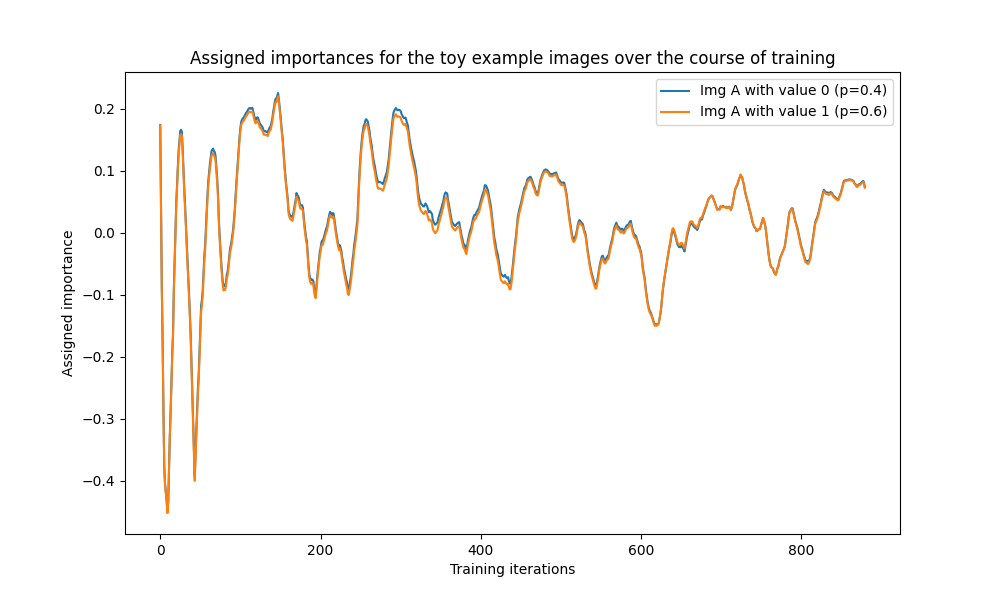 Assigned importances for the toy example images over the course of training
Img A with value 0 (p=0.4)
Img A with value 1 (p=0.6)
Assigned importance
0.2
0.1
0.0
−0.1
−0.2
−0.3
−0.4
0 200 400 600 800
Training iterations